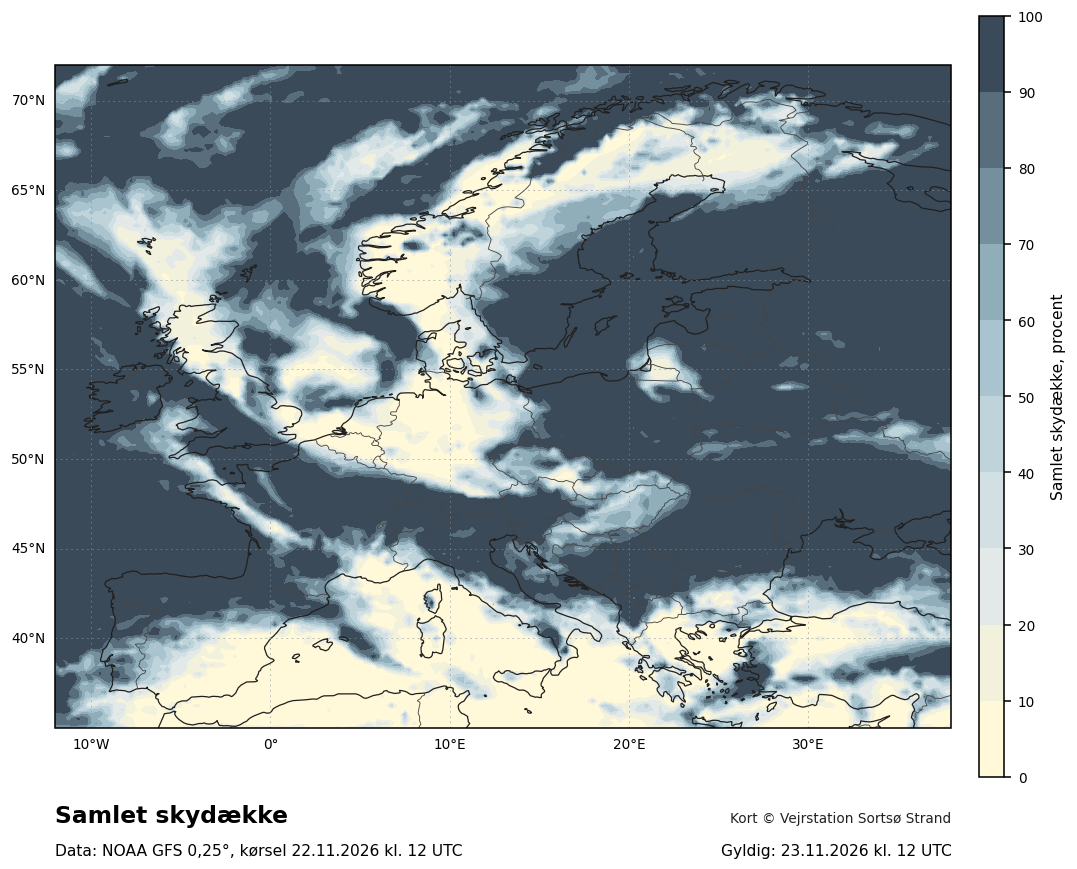 100
90
80
70
60
50
40
30
20
10
0
Samlet skydække, procent
70°N
65°N
60°N
55°N
50°N
45°N
40°N
10°W
0°
10°E
20°E
30°E
Samlet skydække
Kort © Vejrstation Sortsø Strand
Data: NOAA GFS 0,25°, kørsel 22.11.2026 kl. 12 UTC
Gyldig: 23.11.2026 kl. 12 UTC